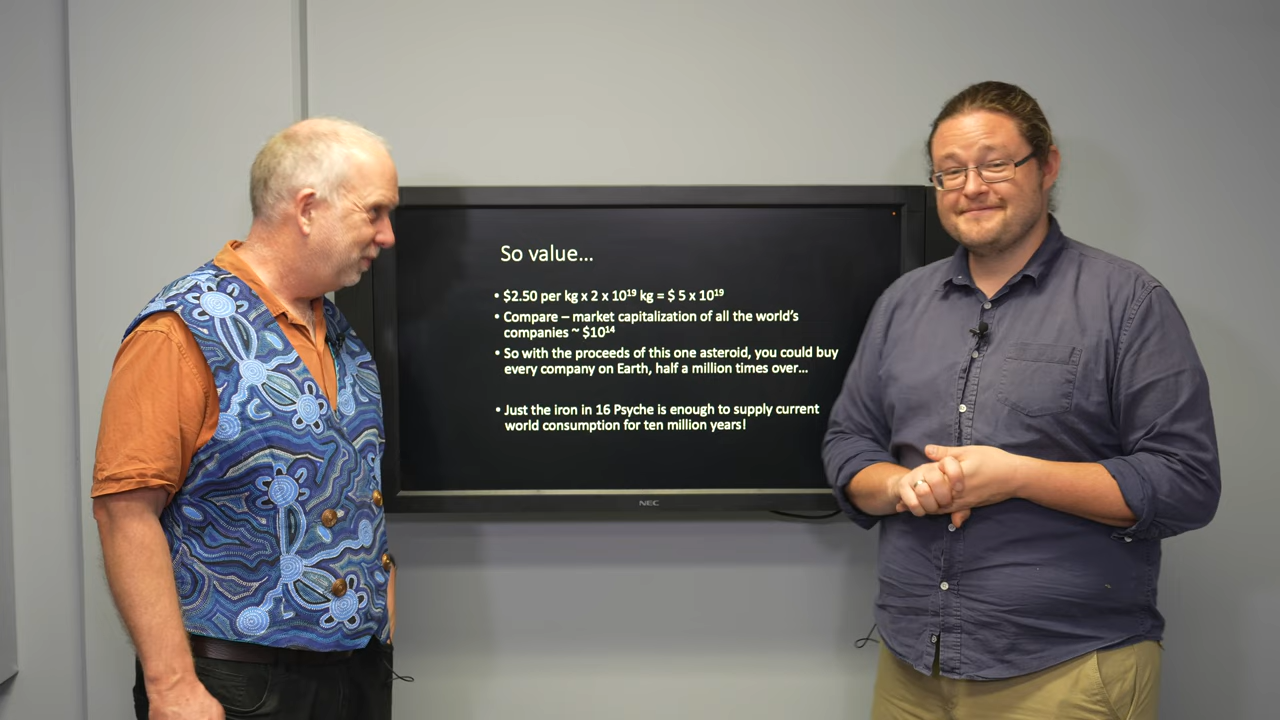 So value...
• $2.50 per kg x 2 x 10¹⁹ kg = $ 5 x 10¹⁹
• Compare – market capitalization of all the world's
companies ~ $10¹⁴
• So with the proceeds of this one asteroid, you could buy
every company on Earth, half a million times over...
• Just the iron in 16 Psyche is enough to supply current
world consumption for ten million years!
NEC